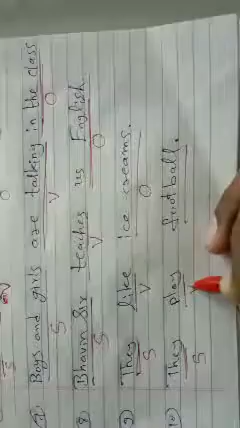 7. Boys and girls are talking in the class
S V O
8. Bhavin Sir teaches us English
S V O
9) They like ice creams.
S V O
10) They play football.
S V